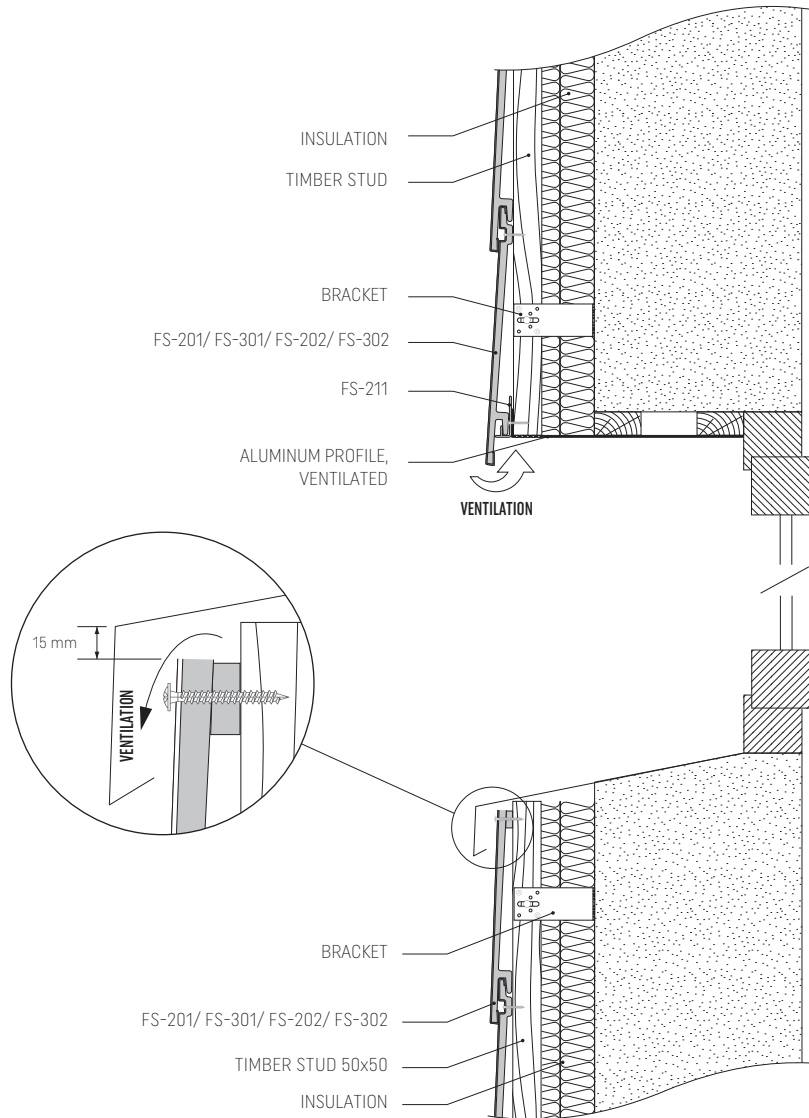 INSULATION
TIMBER STUD
BRACKET
FS-201/ FS-301/ FS-202/ FS-302
FS-211
ALUMINUM PROFILE,
VENTILATED
VENTILATION
15 mm
VENTILATION
BRACKET
FS-201/ FS-301/ FS-202/ FS-302
TIMBER STUD 50x50
INSULATION